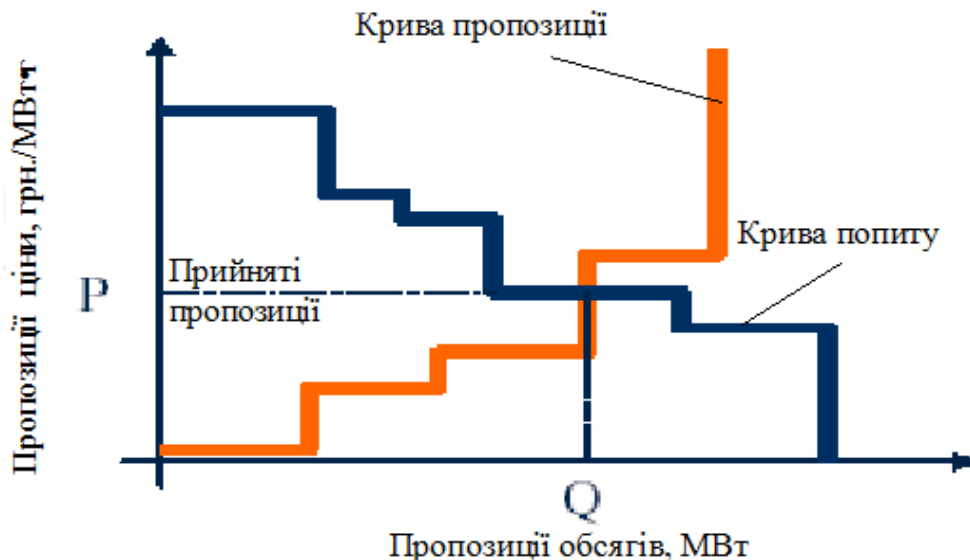 Крива пропозиції
Пропозиції ціни, грн./МВт¶
Крива попиту
Прийняті
пропозиції
P
Q
Пропозиції обсягів, МВт